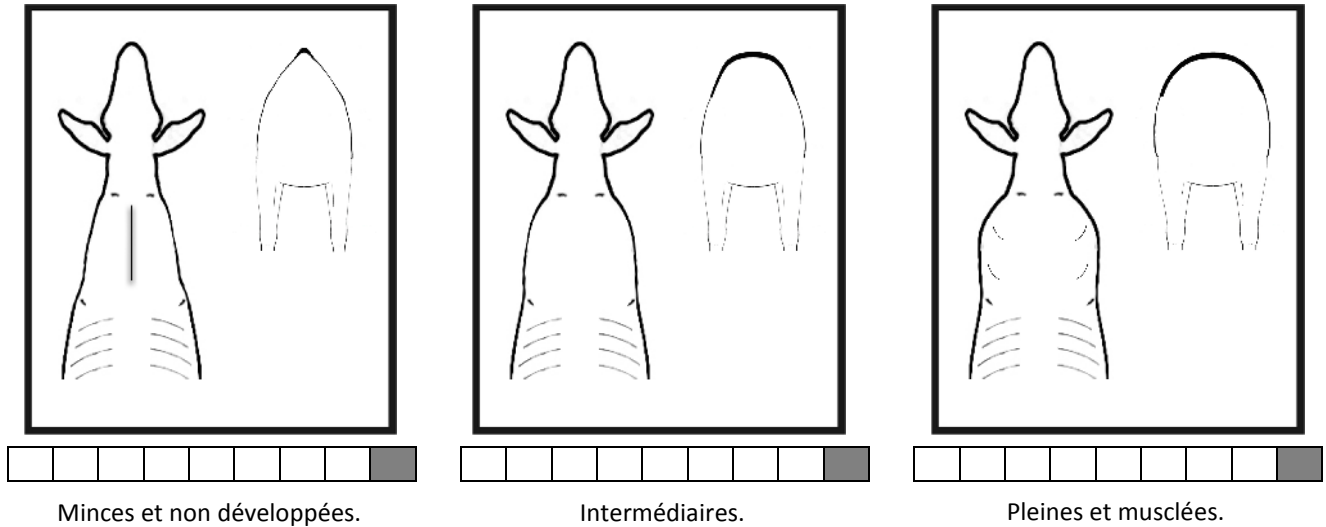 Minces et non développées.
Intermédiaires.
Pleines et musclées.